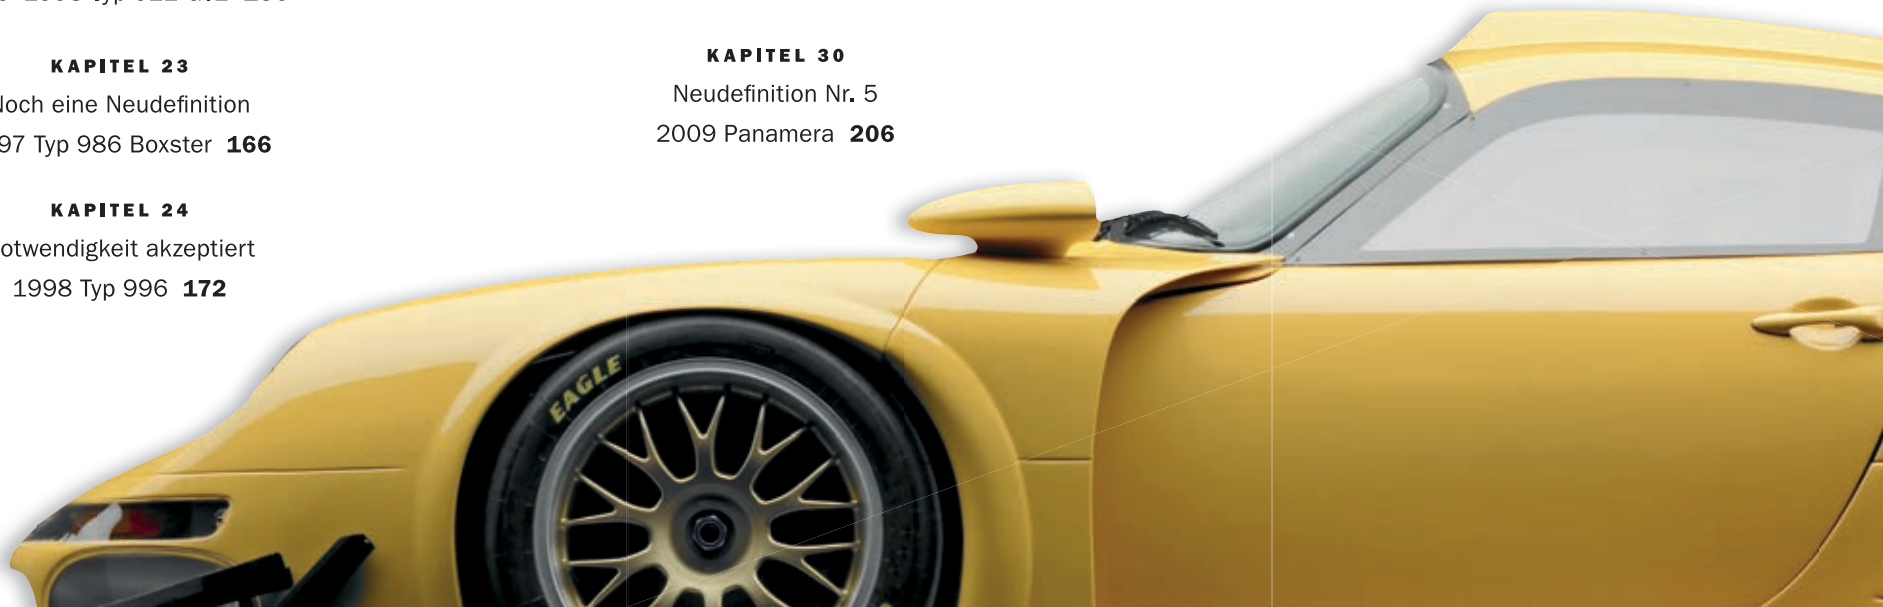 KAPITEL 23
Noch eine Neudefinition
97 Typ 986 Boxster 166
KAPITEL 24
otwendigkeit akzeptiert
1998 Typ 996 172
KAPITEL 30
Neudefinition Nr. 5
2009 Panamera 206
EAGLE